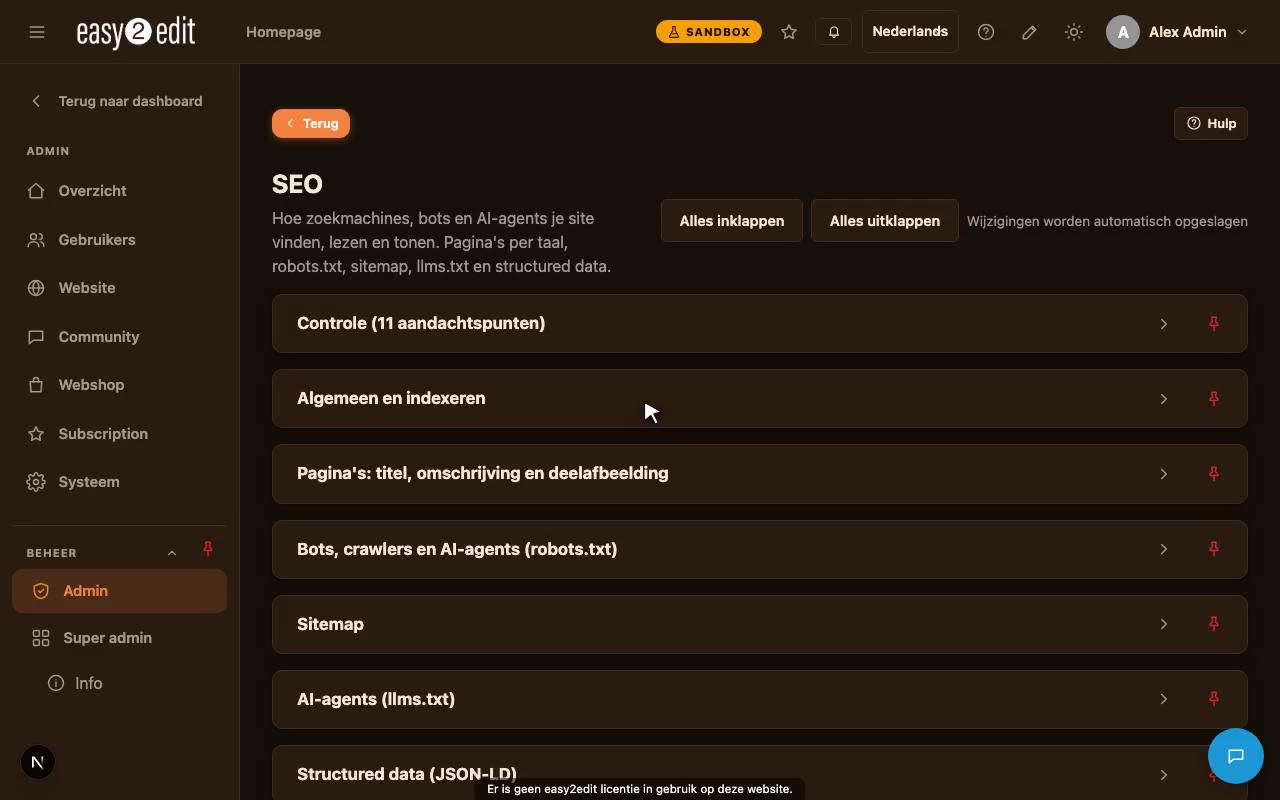 easy2edit
Homepage
SANDBOX
Nederlands
A
Alex Admin
Terug naar dashboard
ADMIN
Overzicht
Gebruikers
Website
Community
Webshop
Subscription
Systeem
BEHEER
Admin
Super admin
Info
N
Terug
Hulp
SEO
Hoe zoekmachines, bots en AI-agents je site
vinden, lezen en tonen. Pagina's per taal,
robots.txt, sitemap, llms.txt en structured data.
Alles inklappen
Alles uitklappen
Wijzigingen worden automatisch opgeslagen
Controle (11 aandachtspunten)
Algemeen en indexeren
Pagina's: titel, omschrijving en deelafbeelding
Bots, crawlers en AI-agents (robots.txt)
Sitemap
AI-agents (llms.txt)
Structured data (JSON-LD)
Er is geen easy2edit licentie in gebruik op deze website.